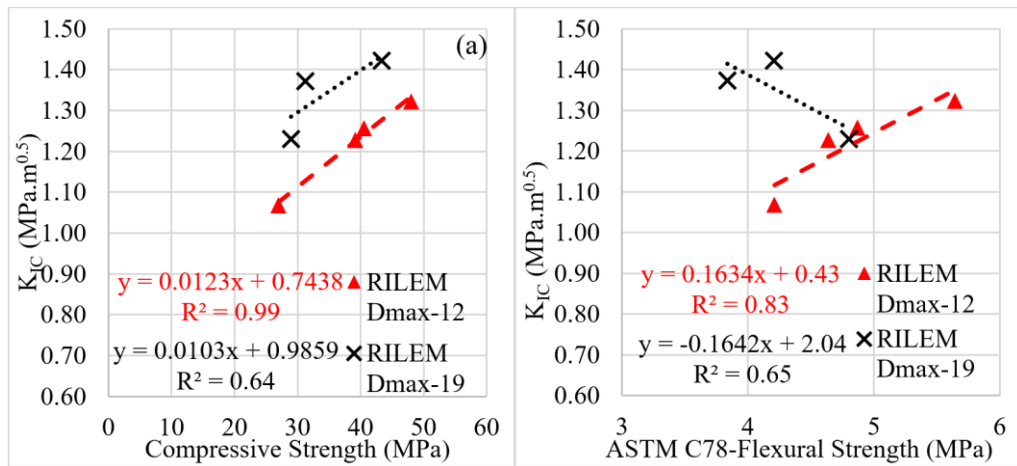 (a)
K_IC (MPa.m^0.5)
1.50
1.40
1.30
1.20
1.10
1.00
0.90
0.80
0.70
0.60
y = 0.0123x + 0.7438
R² = 0.99
RILEM
Dmax-12
y = 0.0103x + 0.9859
R² = 0.64
RILEM
Dmax-19
0 10 20 30 40 50 60
Compressive Strength (MPa)
K_IC (MPa.m^0.5)
1.50
1.40
1.30
1.20
1.10
1.00
0.90
0.80
0.70
0.60
y = 0.1634x + 0.43
R² = 0.83
RILEM
Dmax-12
y = -0.1642x + 2.04
R² = 0.65
RILEM
Dmax-19
3 4 5 6
ASTM C78-Flexural Strength (MPa)